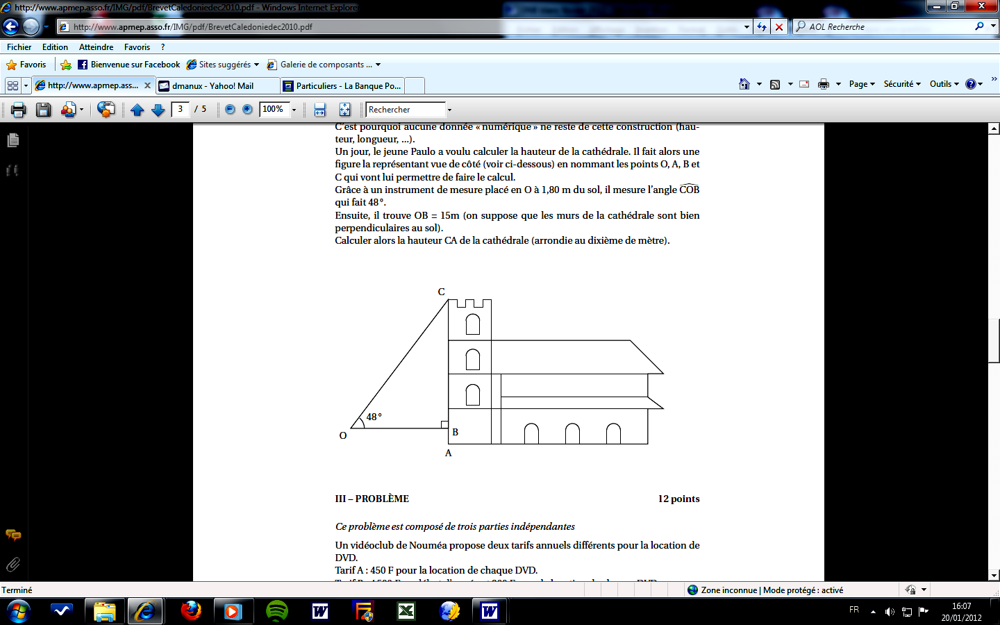 http://www.apmep.asso.fr/IMG/pdf/BrevetCaledoniedec2010.pdf - Windows Internet Explorer
http://www.apmep.asso.fr/IMG/pdf/BrevetCaledoniedec2010.pdf
AOL Recherche
Fichier Edition Atteindre Favoris ?
Favoris Bienvenue sur Facebook Sites suggérés Galerie de composants ...
http://www.apmep.ass... dmanux - Yahoo! Mail Particuliers - La Banque Po... Page Sécurité Outils »
3 / 5 100% Rechercher
C'est pourquoi aucune donnée « numérique » ne reste de cette construction (hau-
teur, longueur, ...).
Un jour, le jeune Paulo a voulu calculer la hauteur de la cathédrale. Il fait alors une
figure la représentant vue de côté (voir ci-dessous) en nommant les points O, A, B et
C qui vont lui permettre de faire le calcul.
Grâce à un instrument de mesure placé en O à 1,80 m du sol, il mesure l'angle COB
qui fait 48 °.
Ensuite, il trouve OB = 15m (on suppose que les murs de la cathédrale sont bien
perpendiculaires au sol).
Calculer alors la hauteur CA de la cathédrale (arrondie au dixième de mètre).
C
48 °
O
B
A
III – PROBLÈME 12 points
Ce problème est composé de trois parties indépendantes
Un vidéoclub de Nouméa propose deux tarifs annuels différents pour la location de
DVD.
Tarif A : 450 F pour la location de chaque DVD.
Terminé
Zone inconnue | Mode protégé : activé
FR
16:07
20/01/2012